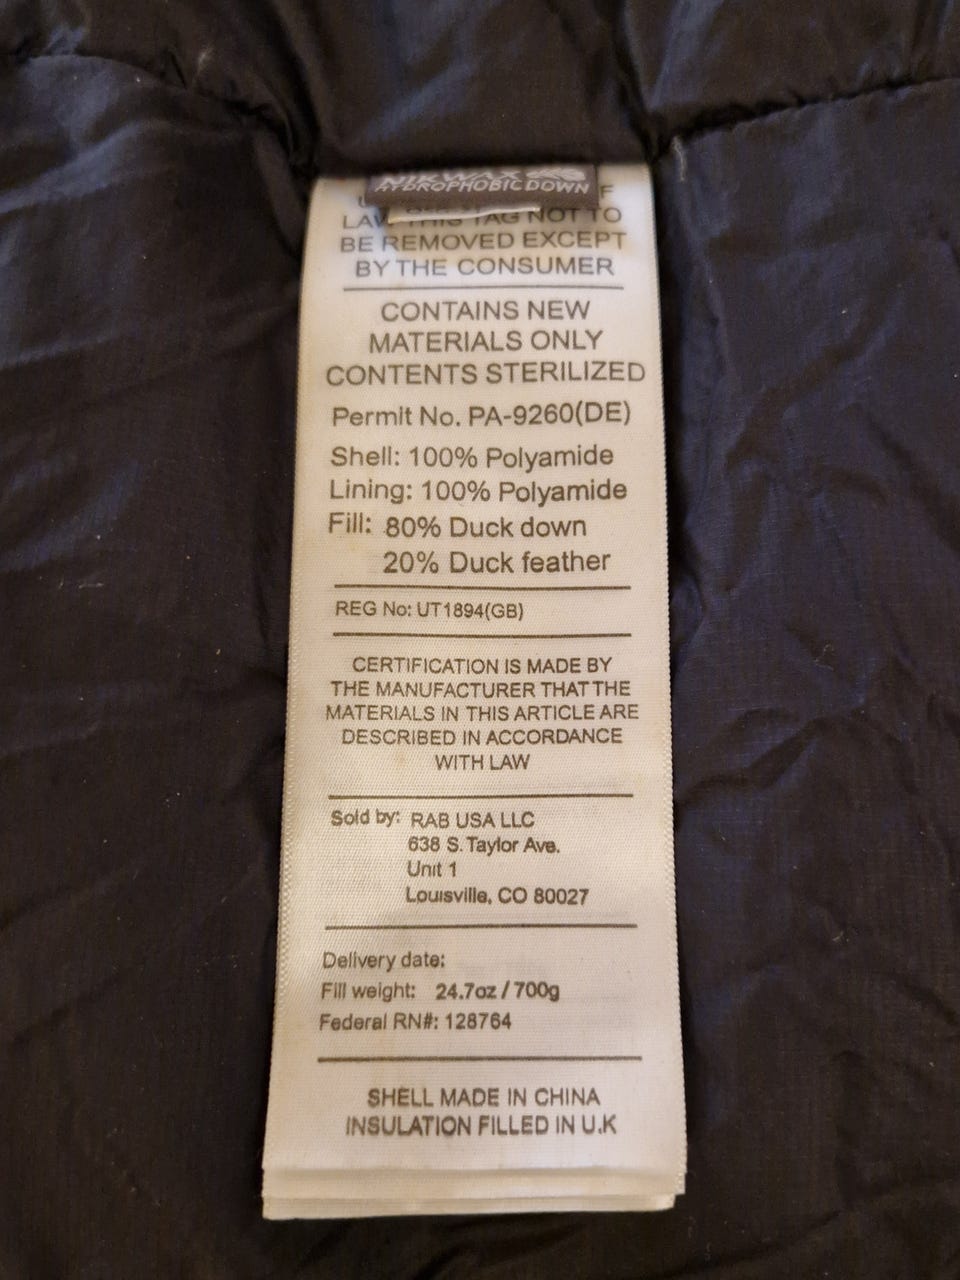 NIKWAX
HYDROPHOBIC DOWN
LAW THIS TAG NOT TO
BE REMOVED EXCEPT
BY THE CONSUMER
CONTAINS NEW
MATERIALS ONLY
CONTENTS STERILIZED
Permit No. PA-9260(DE)
Shell: 100% Polyamide
Lining: 100% Polyamide
Fill: 80% Duck down
20% Duck feather
REG No: UT1894(GB)
CERTIFICATION IS MADE BY
THE MANUFACTURER THAT THE
MATERIALS IN THIS ARTICLE ARE
DESCRIBED IN ACCORDANCE
WITH LAW
Sold by: RAB USA LLC
638 S. Taylor Ave.
Unit 1
Louisville, CO 80027
Delivery date:
Fill weight: 24.7oz / 700g
Federal RN#: 128764
SHELL MADE IN CHINA
INSULATION FILLED IN U.K